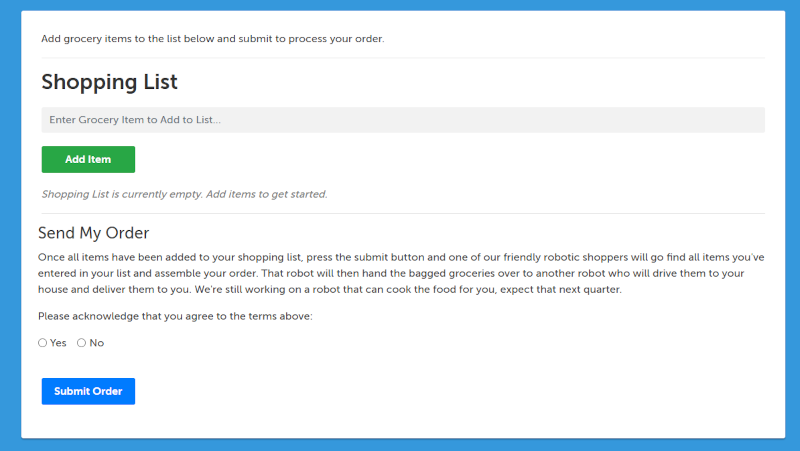 Add grocery items to the list below and submit to process your order.
Shopping List
Enter Grocery Item to Add to List...
Add Item
Shopping List is currently empty. Add items to get started.
Send My Order
Once all items have been added to your shopping list, press the submit button and one of our friendly robotic shoppers will go find all items you've
entered in your list and assemble your order. That robot will then hand the bagged groceries over to another robot who will drive them to your
house and deliver them to you. We're still working on a robot that can cook the food for you, expect that next quarter.
Please acknowledge that you agree to the terms above:
Yes No
Submit Order